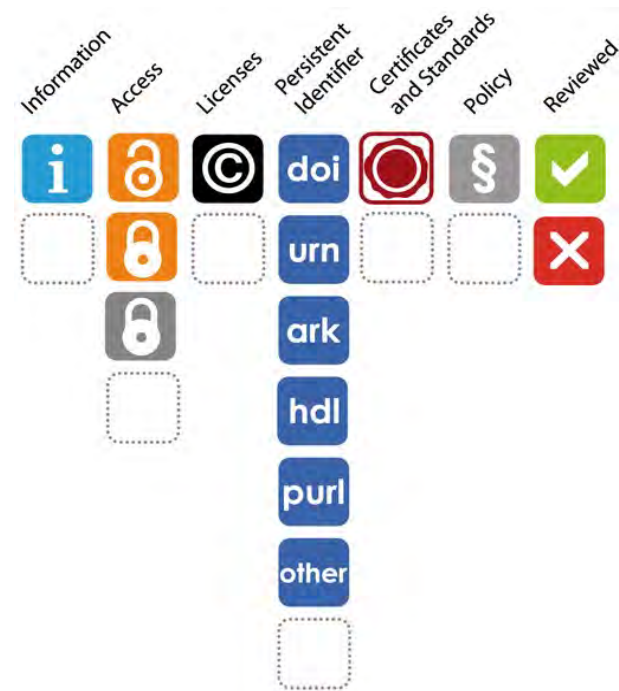 Information
Access
Licenses
Persistent
Identifier
Certificates
and Standards
Policy
Reviewed
i
©
doi
§
urn
ark
hdl
purl
other